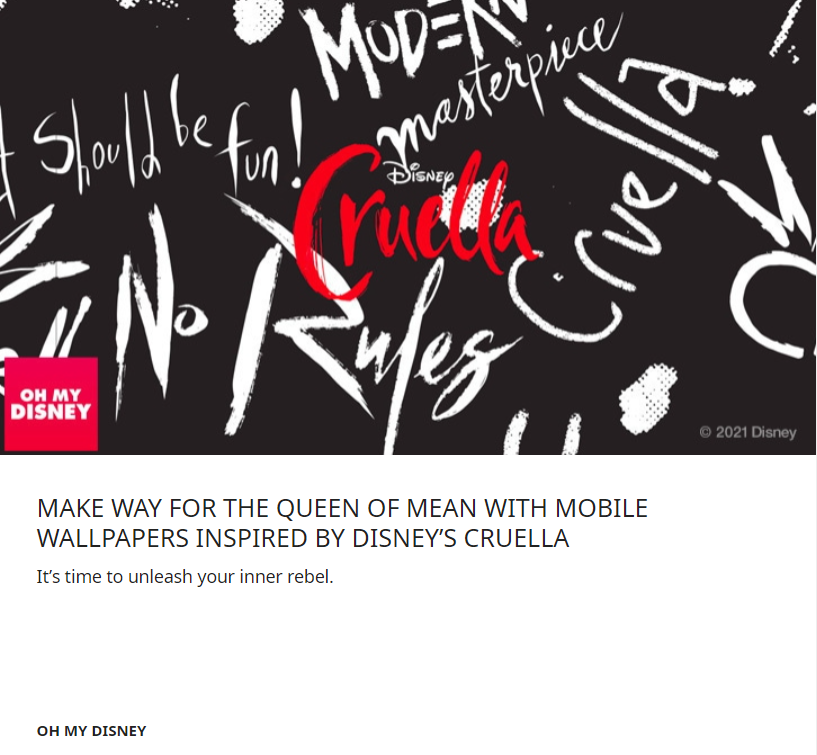 MODERN
masterpiece
Should be fun!
DISNEY
Cruella
Cruella
No Rules
OH MY
DISNEY
© 2021 Disney
MAKE WAY FOR THE QUEEN OF MEAN WITH MOBILE
WALLPAPERS INSPIRED BY DISNEY’S CRUELLA
It’s time to unleash your inner rebel.
OH MY DISNEY